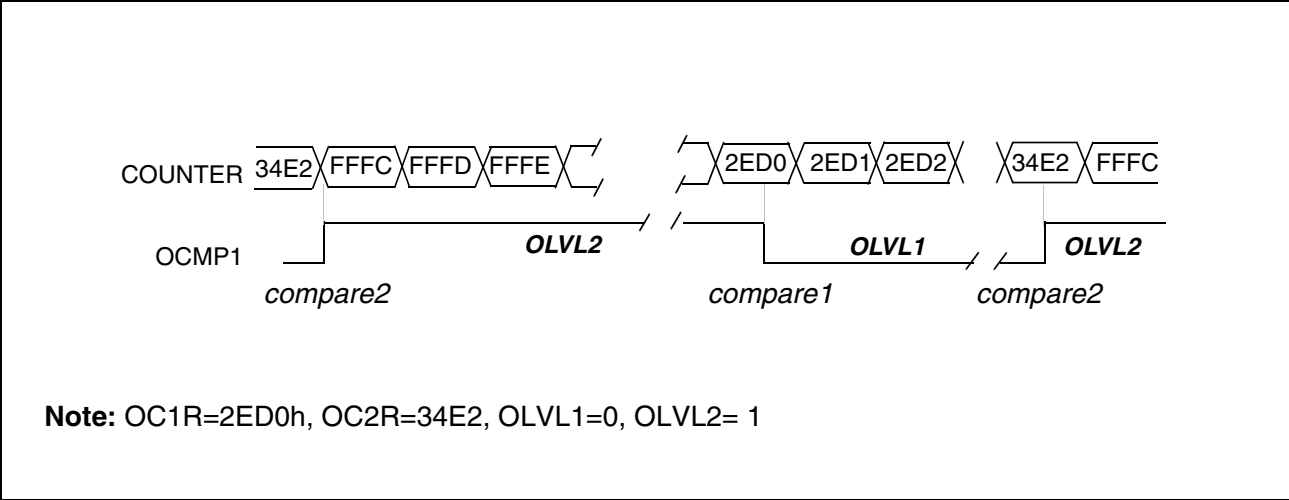 COUNTER 34E2 FFFC FFFD FFFE 2ED0 2ED1 2ED2 34E2 FFFC
OCMP1 OLVL2 OLVL1 OLVL2
compare2 compare1 compare2
Note: OC1R=2ED0h, OC2R=34E2, OLVL1=0, OLVL2= 1